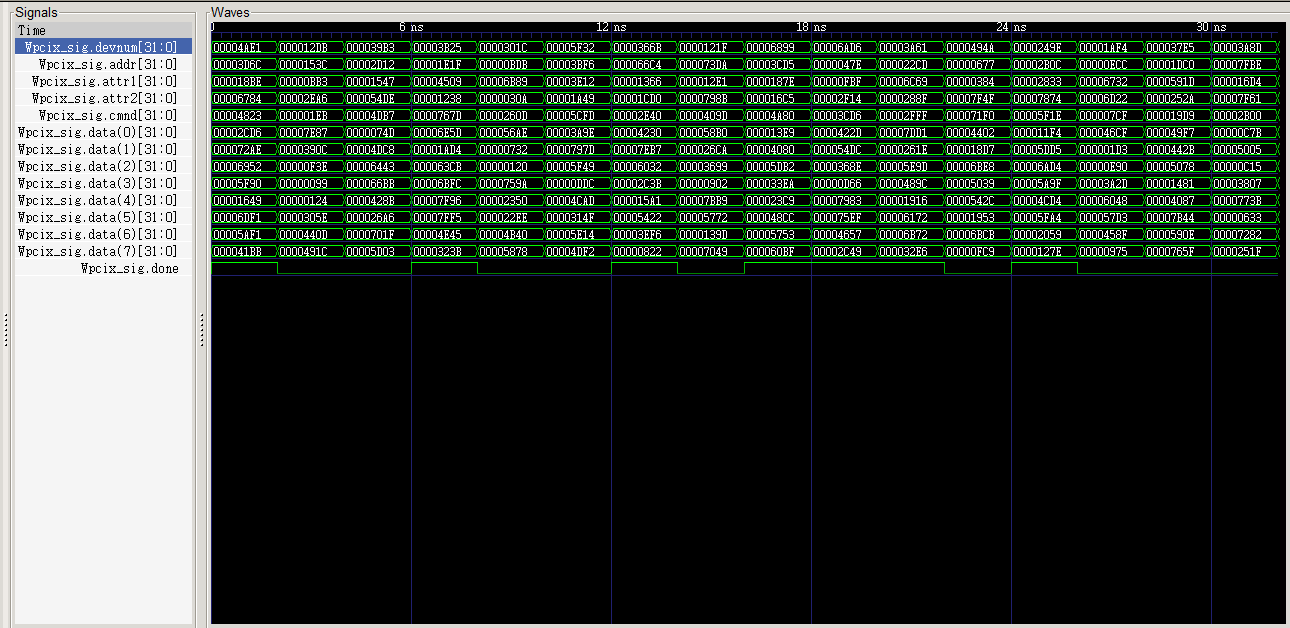 Signals
Waves
Time
0 6 ns 12 ns 18 ns 24 ns 30 ns
Wpcix_sig.devnum[31:0] 00004AE1 000012DB 000039B3 00003B25 0000301C 00005F32 0000366B 0000121F 00006899 00006AD6 00003A61 0000494A 0000249E 00001AF4 000037E5 00003A8D
Wpcix_sig.addr[31:0] 00003D6C 0000153C 00002D12 00001E1F 00000BDB 00003BF6 000066C4 000073DA 00003CD5 0000047E 000022CD 00000677 00002B0C 00000ECC 00001DC0 00007FBE
Wpcix_sig.attr1[31:0] 000018BE 00000BB3 00001547 00004509 00006B89 00003E12 00001366 000012E1 0000187E 00000FBF 00006C69 00000384 00002833 00006732 0000591D 000016D4
Wpcix_sig.attr2[31:0] 00006784 00002EA6 000054DE 00001238 0000030A 00001A49 00001CD0 0000798B 000016C5 00002F14 0000288F 00007F4F 00007874 00006D22 0000252A 00007F61
Wpcix_sig.cmnd[31:0] 00004823 000001EB 00004DB7 0000767D 0000260D 00005CFD 00002E40 0000409D 00004A80 00003CD6 00002FFF 000071F0 00005F1E 000007CF 000019D9 00002B00
Wpcix_sig.data(0)[31:0] 00002CD6 00007E87 0000074D 00006E5D 000056AE 00003A9E 00004230 000058B0 000013E9 0000422D 00007DD1 00004402 000011F4 000046CF 000049F7 00000C7B
Wpcix_sig.data(1)[31:0] 000072AE 0000390C 00004DC8 00001AD4 00000732 0000797D 00007EB7 000026CA 00004080 000054DC 0000261E 000018D7 00005DD5 000001D3 0000442B 00005005
Wpcix_sig.data(2)[31:0] 00006952 00000F3E 00006443 000063CB 00000120 00005F49 00006032 00003699 00005DB2 0000368E 00005E9D 00006BE8 00006AD4 00000E90 00005078 00000C15
Wpcix_sig.data(3)[31:0] 00005F90 00000099 000066BB 00006BFC 0000759A 00000DDC 00002C3B 00000902 000033EA 00000D66 0000489C 00005039 00005A9F 00003A2D 00001481 00003807
Wpcix_sig.data(4)[31:0] 00001649 00000124 0000428B 00007F96 00002350 00004CAD 000015A1 00007BB9 000023C9 00007983 00001916 0000542C 00004CD4 00006048 00004087 0000773B
Wpcix_sig.data(5)[31:0] 00006DF1 0000305E 000026A6 00007FF5 000022EE 0000314F 00005422 00005772 000048CC 000075EF 00006172 00001953 00005FA4 000057D3 00007B44 00000633
Wpcix_sig.data(6)[31:0] 00005AF1 0000440D 0000701F 00004E45 00004B40 00005E14 00003EF6 0000139D 00005753 00004657 00006B72 00006BCB 00002059 0000458F 0000590E 00007282
Wpcix_sig.data(7)[31:0] 000041BB 0000491C 00005D03 0000323B 00005878 00004DF2 00000822 00007049 000060BF 00002C49 000032E6 00000FC9 0000127E 00000975 0000765F 0000251F
Wpcix_sig.done